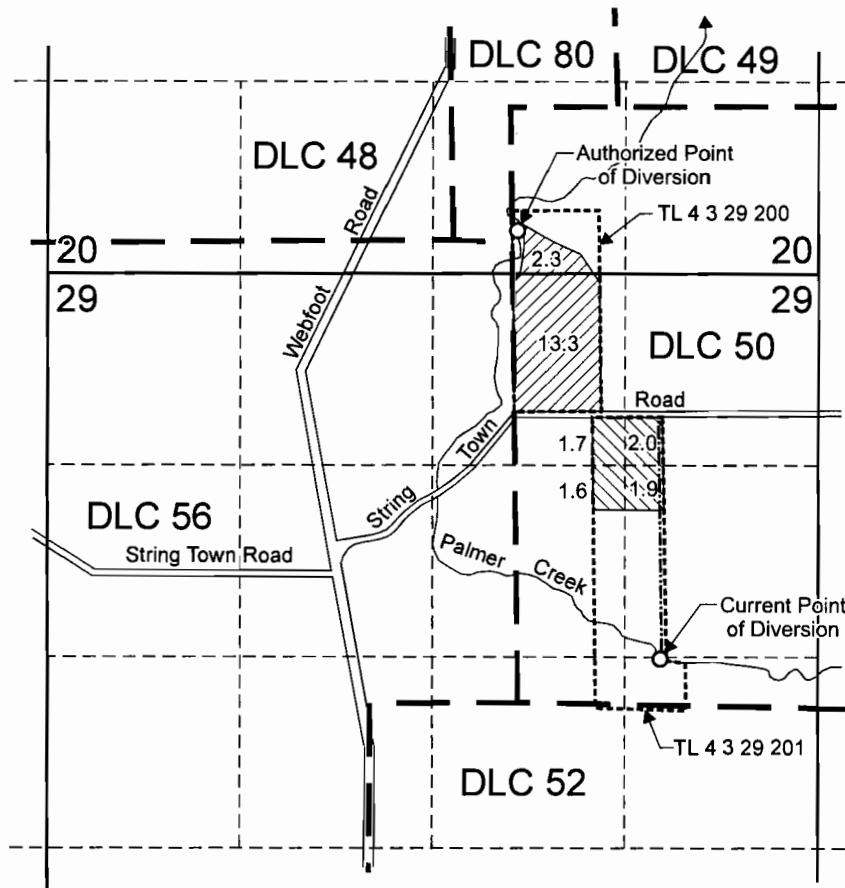 DLC 80
DLC 49
DLC 48
Authorized Point
of Diversion
TL 4 3 29 200
Webfoot Road
20
20
2.3
29
29
13.3
DLC 50
Road
String Town
1.7
2.0
1.6
1.9
DLC 56
String Town Road
Palmer Creek
Current Point
of Diversion
TL 4 3 29 201
DLC 52